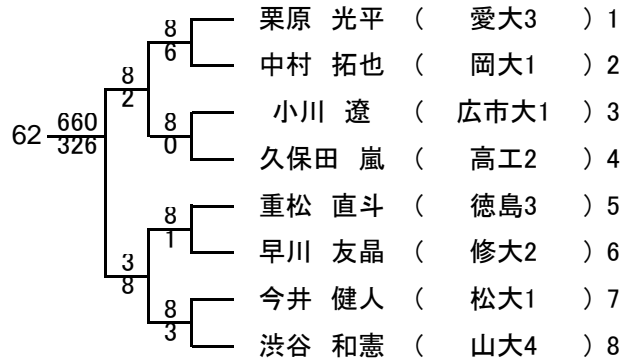 8 栗原 光平 ( 愛大3 ) 1
6
8 中村 拓也 ( 岡大1 ) 2
2
8 小川 遼 ( 広市大1 ) 3
62 660
326 0
久保田 嵐 ( 高工2 ) 4
8 重松 直斗 ( 徳島3 ) 5
1
3 早川 友晶 ( 修大2 ) 6
8
8 今井 健人 ( 松大1 ) 7
3
渋谷 和憲 ( 山大4 ) 8